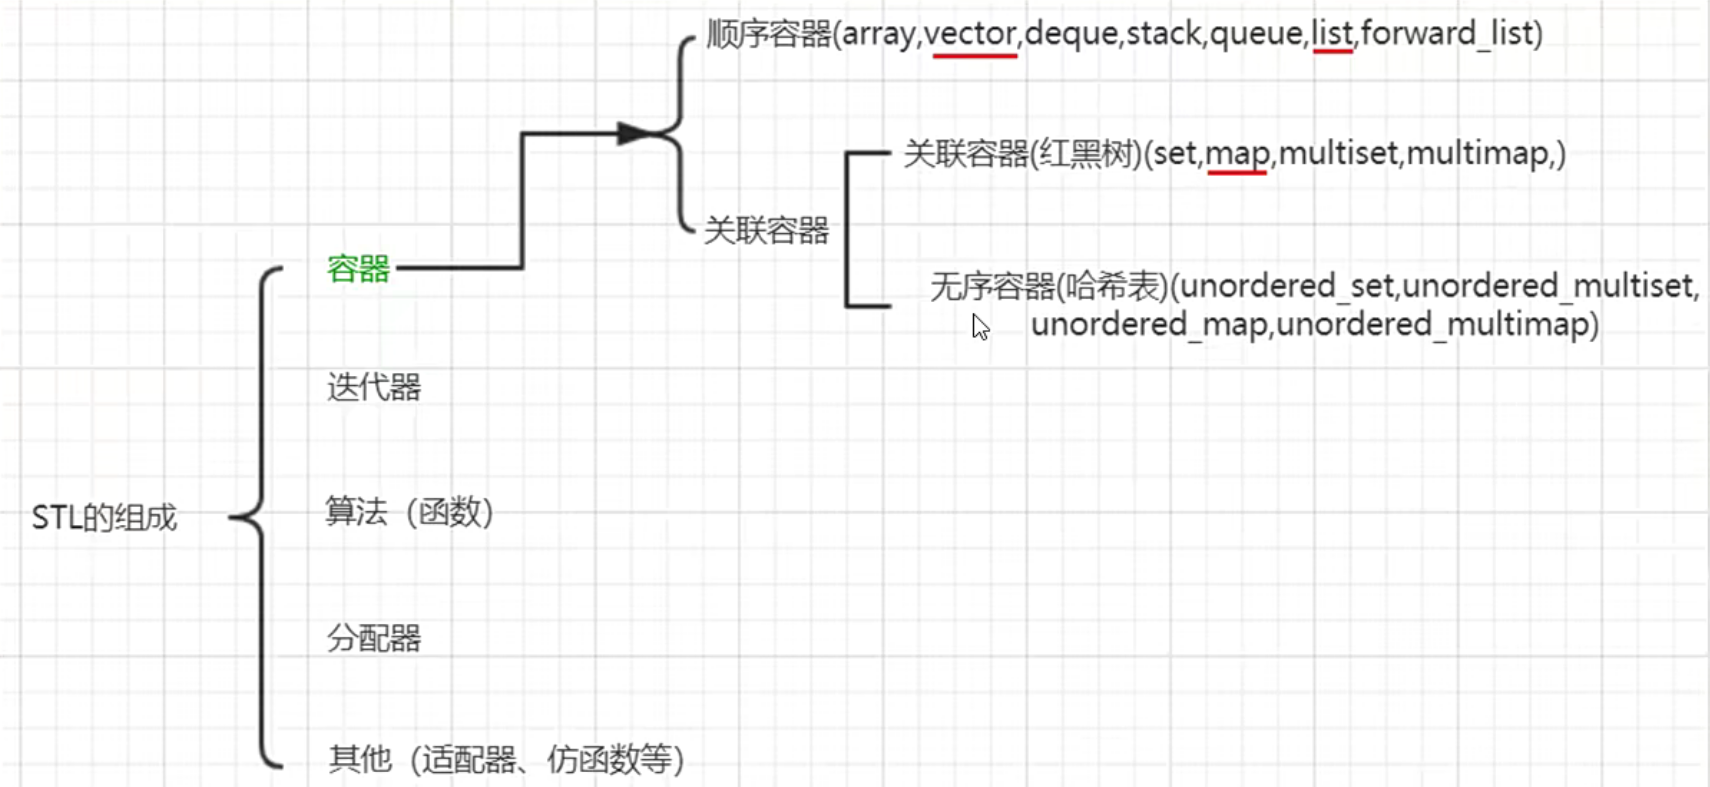 顺序容器(array,vector,deque,stack,queue,list,forward_list)
关联容器(红黑树)(set,map,multiset,multimap,)
关联容器
容器
无序容器(哈希表)(unordered_set,unordered_multiset,
unordered_map,unordered_multimap)
迭代器
STL的组成
算法（函数）
分配器
其他（适配器、仿函数等）